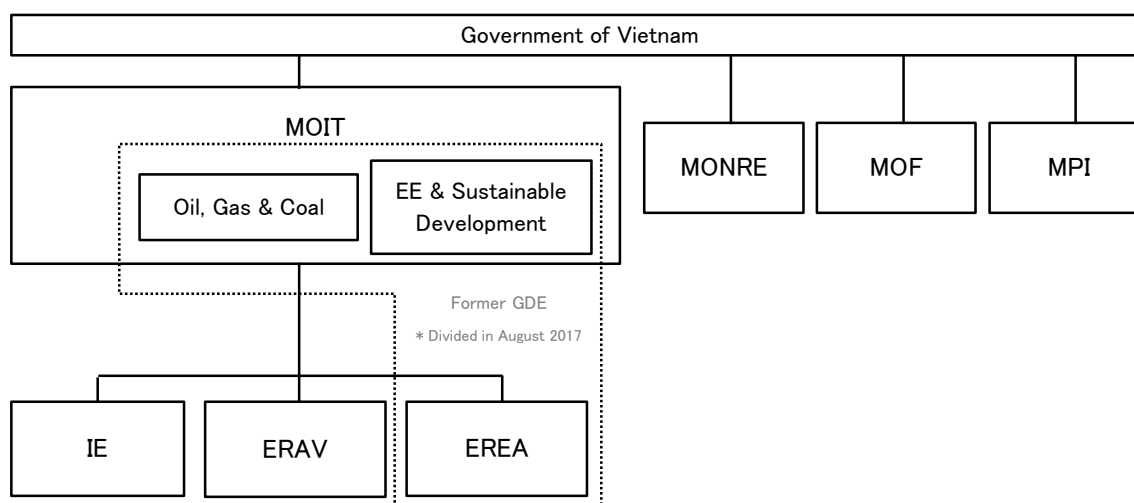 Government of Vietnam
MOIT
Oil, Gas & Coal
EE & Sustainable
Development
MONRE
MOF
MPI
Former GDE
* Divided in August 2017
IE
ERAV
EREA